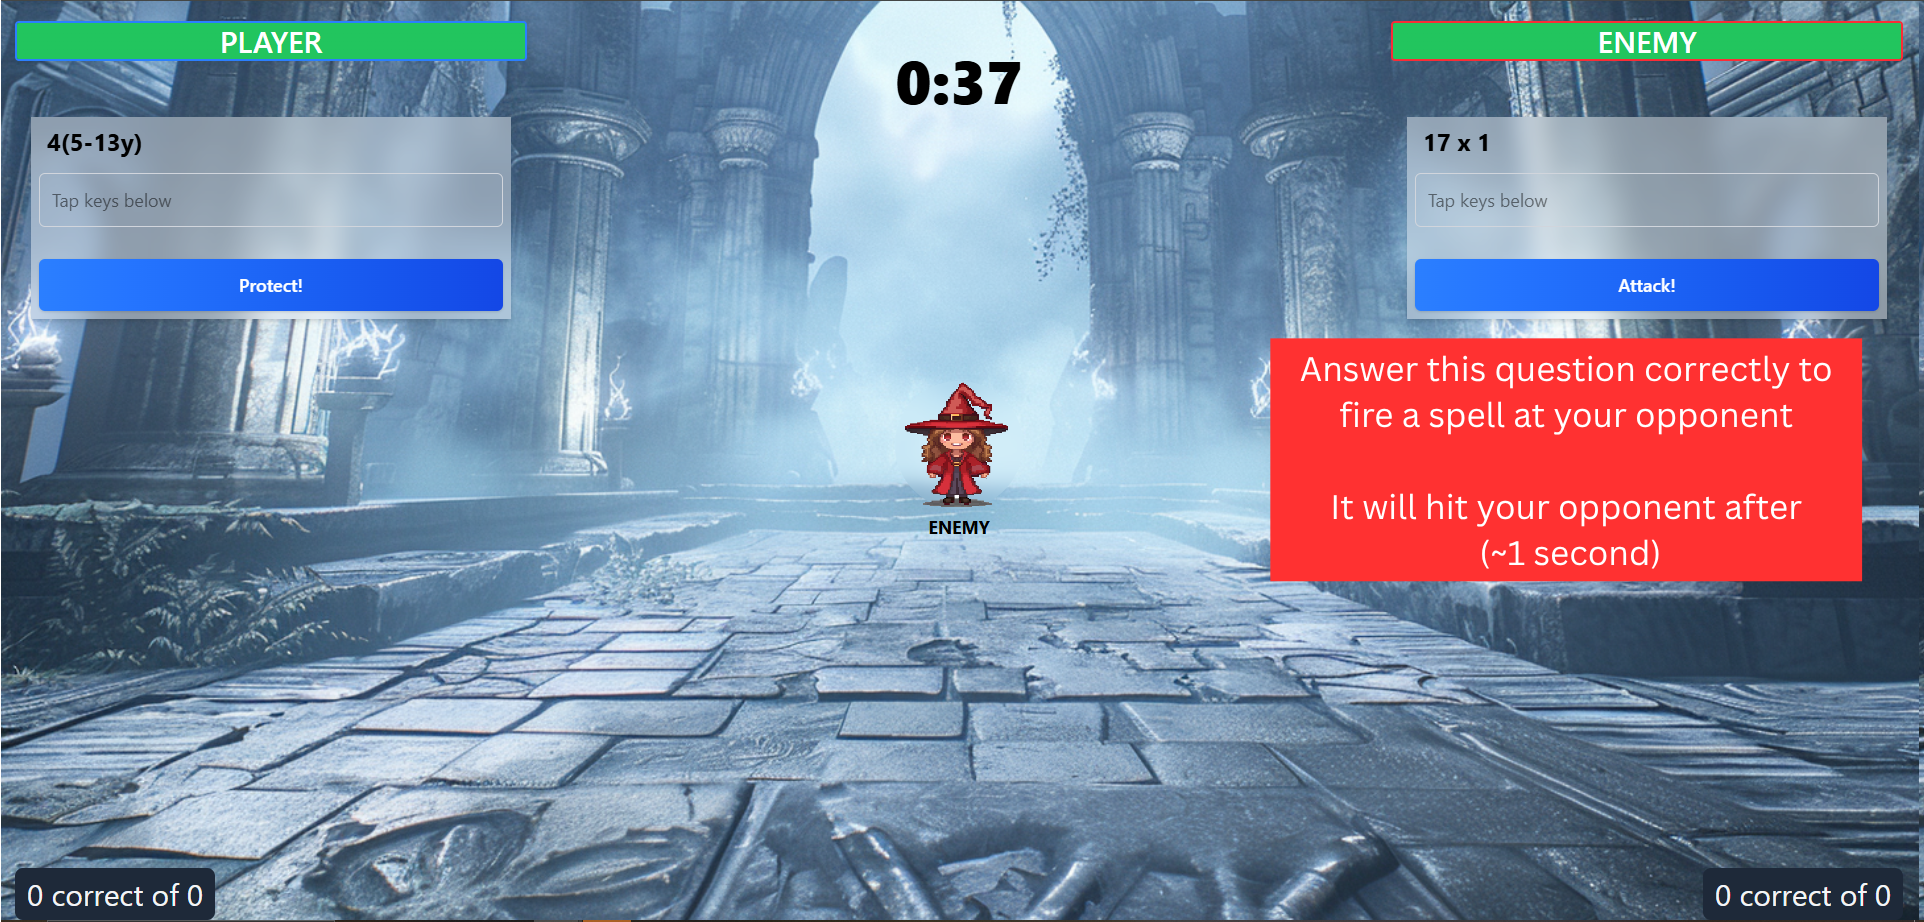 PLAYER
ENEMY
0:37
4(5-13y)
Tap keys below
Protect!
17 x 1
Tap keys below
Attack!
Answer this question correctly to
fire a spell at your opponent
It will hit your opponent after
(~1 second)
ENEMY
0 correct of 0
0 correct of 0